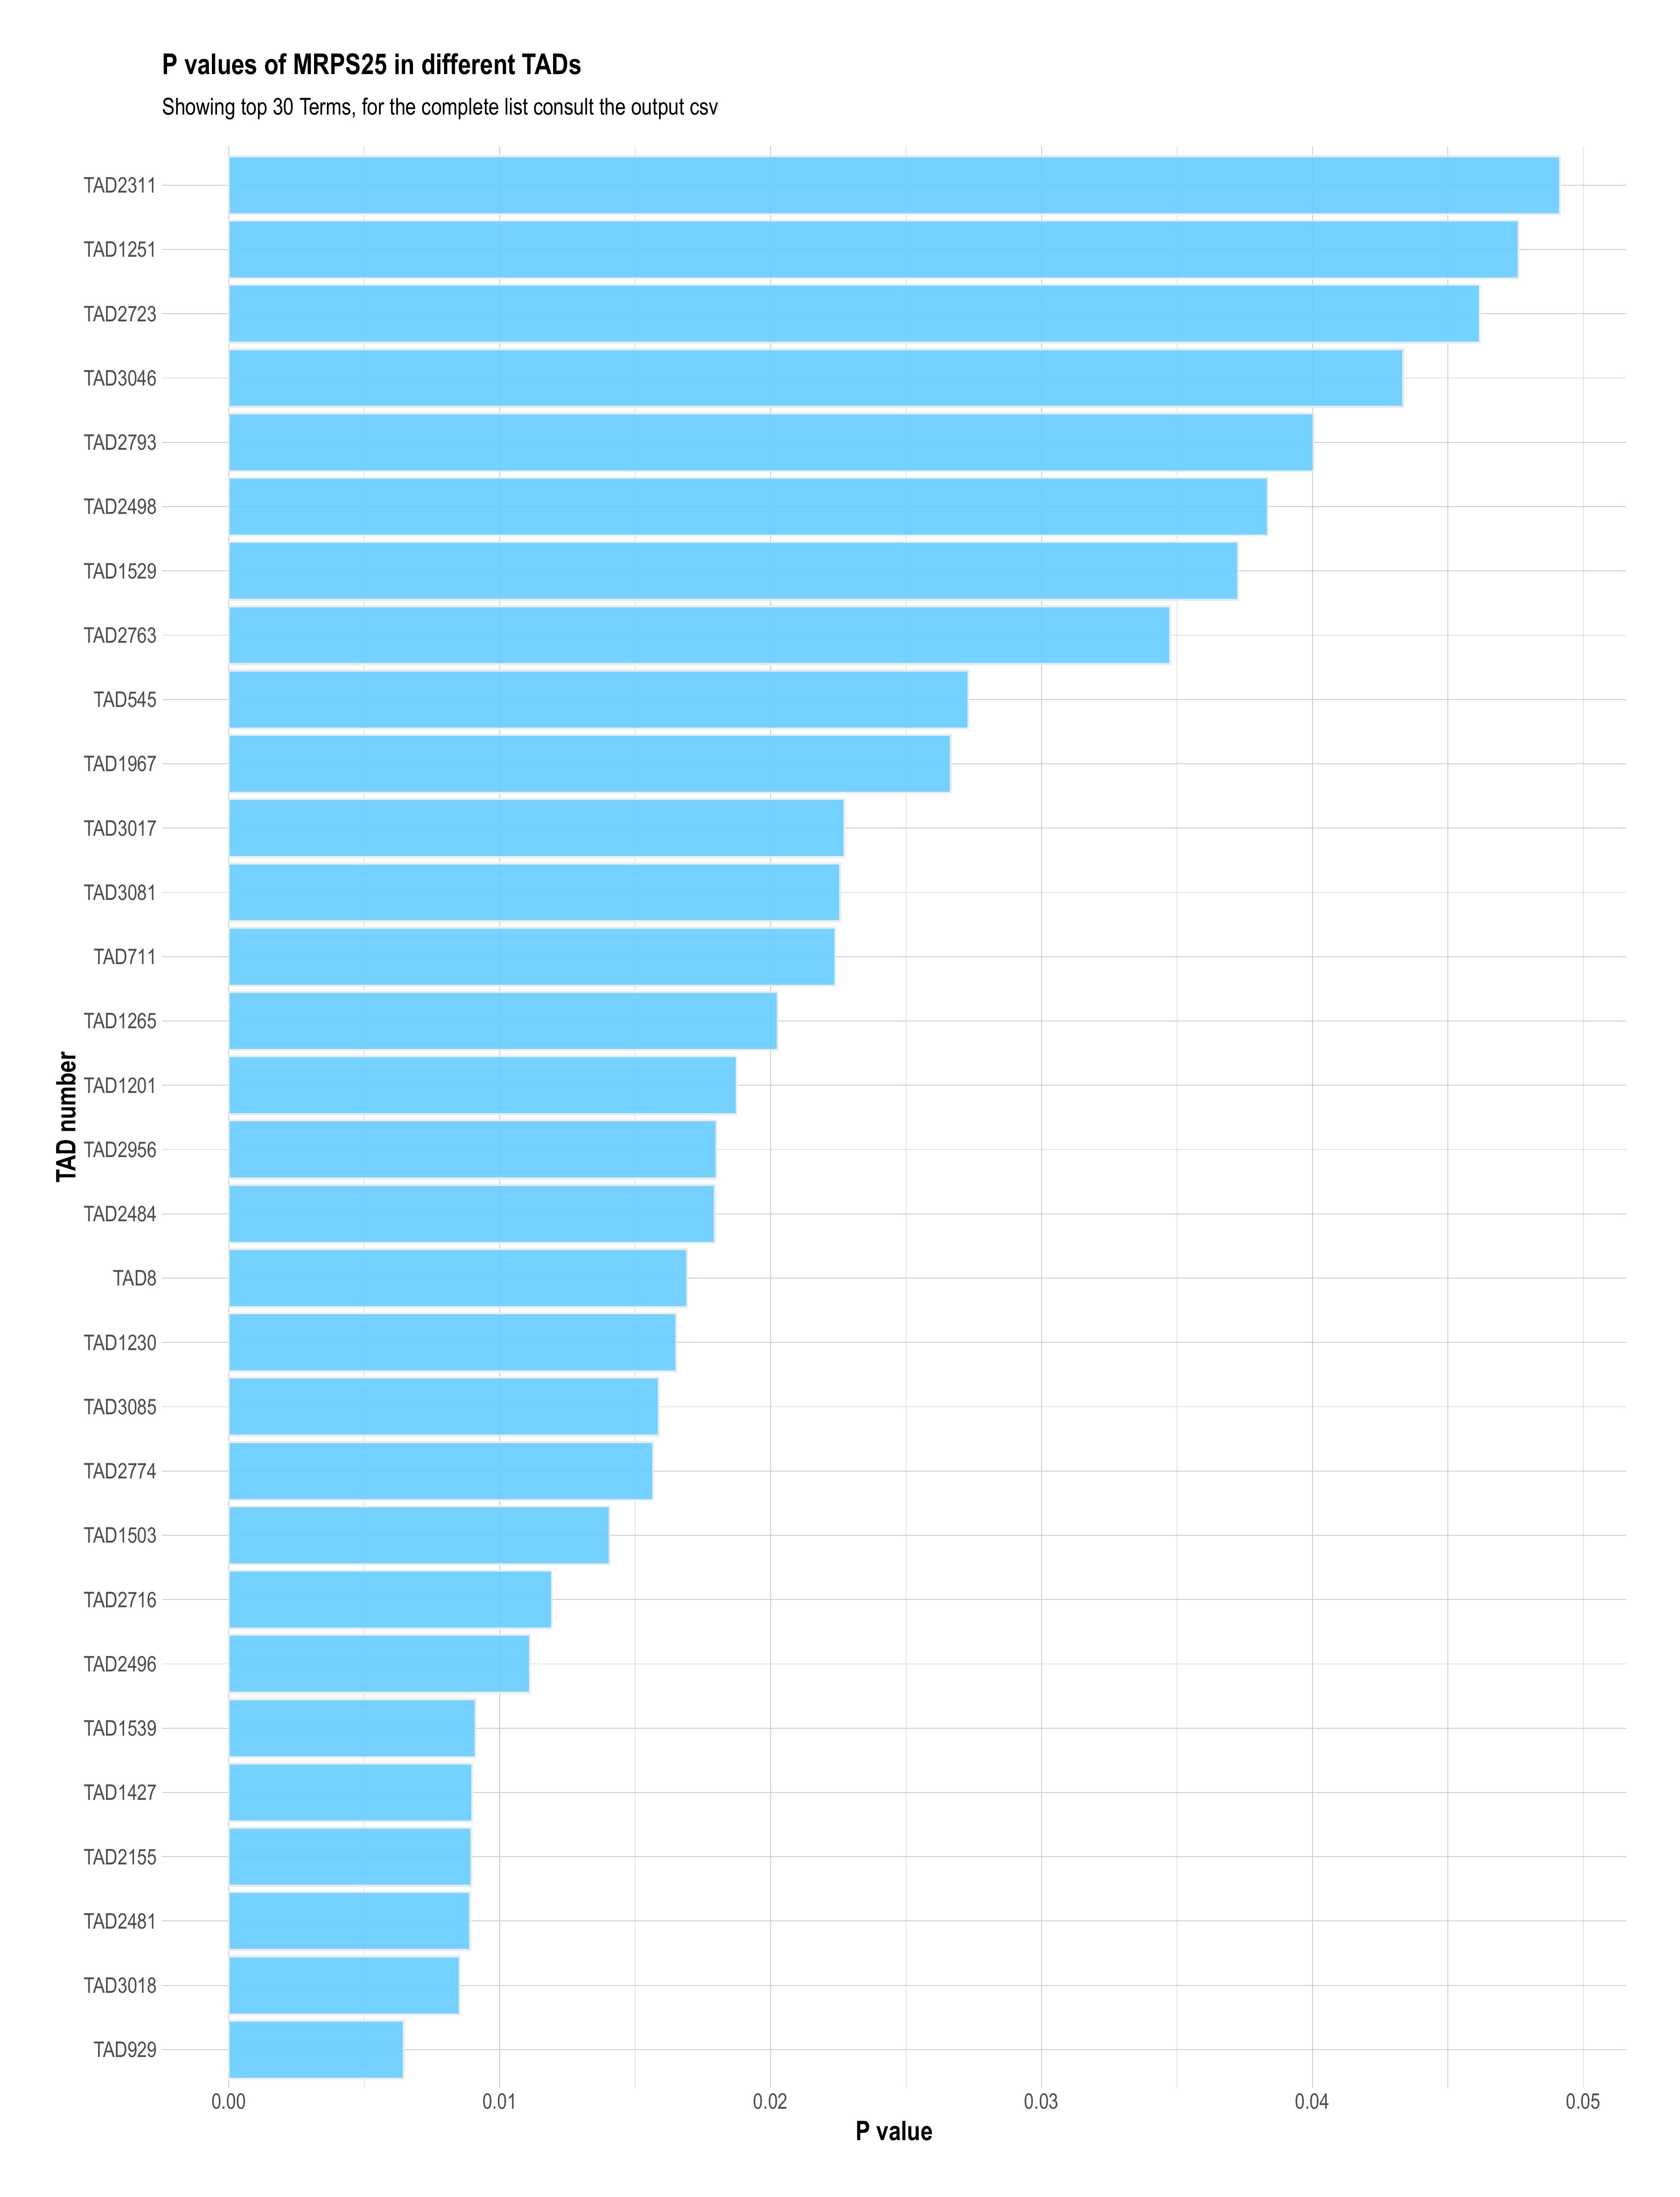 P values of MRPS25 in different TADs
Showing top 30 Terms, for the complete list consult the output csv
TAD number
TAD2311
TAD1251
TAD2723
TAD3046
TAD2793
TAD2498
TAD1529
TAD2763
TAD545
TAD1967
TAD3017
TAD3081
TAD711
TAD1265
TAD1201
TAD2956
TAD2484
TAD8
TAD1230
TAD3085
TAD2774
TAD1503
TAD2716
TAD2496
TAD1539
TAD1427
TAD2155
TAD2481
TAD3018
TAD929
0.00 0.01 0.02 0.03 0.04 0.05
P value